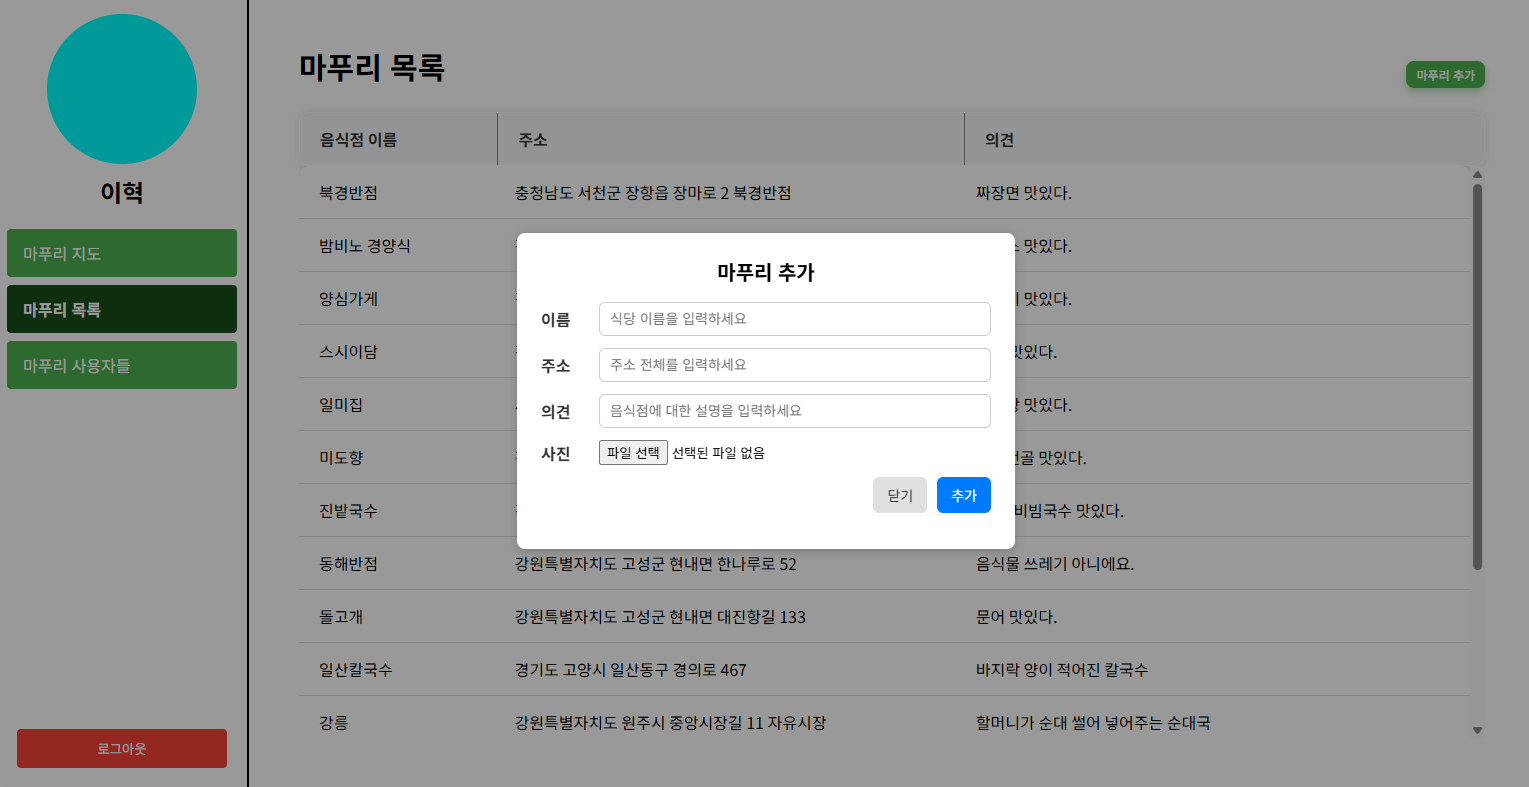 이혁
마푸리 지도
마푸리 목록
마푸리 사용자들
로그아웃
마푸리 목록
마푸리 추가
음식점 이름 주소 의견
북경반점 충청남도 서천군 장항읍 장마로 2 북경반점 짜장면 맛있다.
밤비노 경양식 맛있다.
양심가게 맛있다.
스시이담 맛있다.
일미집 맛있다.
미도향 맛있다.
진밭국수 비빔국수 맛있다.
동해반점 강원특별자치도 고성군 현내면 한나루로 52 음식물 쓰레기 아니에요.
돌고개 강원특별자치도 고성군 현내면 대진항길 133 문어 맛있다.
일산칼국수 경기도 고양시 일산동구 경의로 467 바지락 양이 적어진 칼국수
강릉 강원특별자치도 원주시 중앙시장길 11 자유시장 할머니가 순대 썰어 넣어주는 순대국
마푸리 추가
이름 식당 이름을 입력하세요
주소 주소 전체를 입력하세요
의견 음식점에 대한 설명을 입력하세요
사진 파일 선택 선택된 파일 없음
닫기 추가